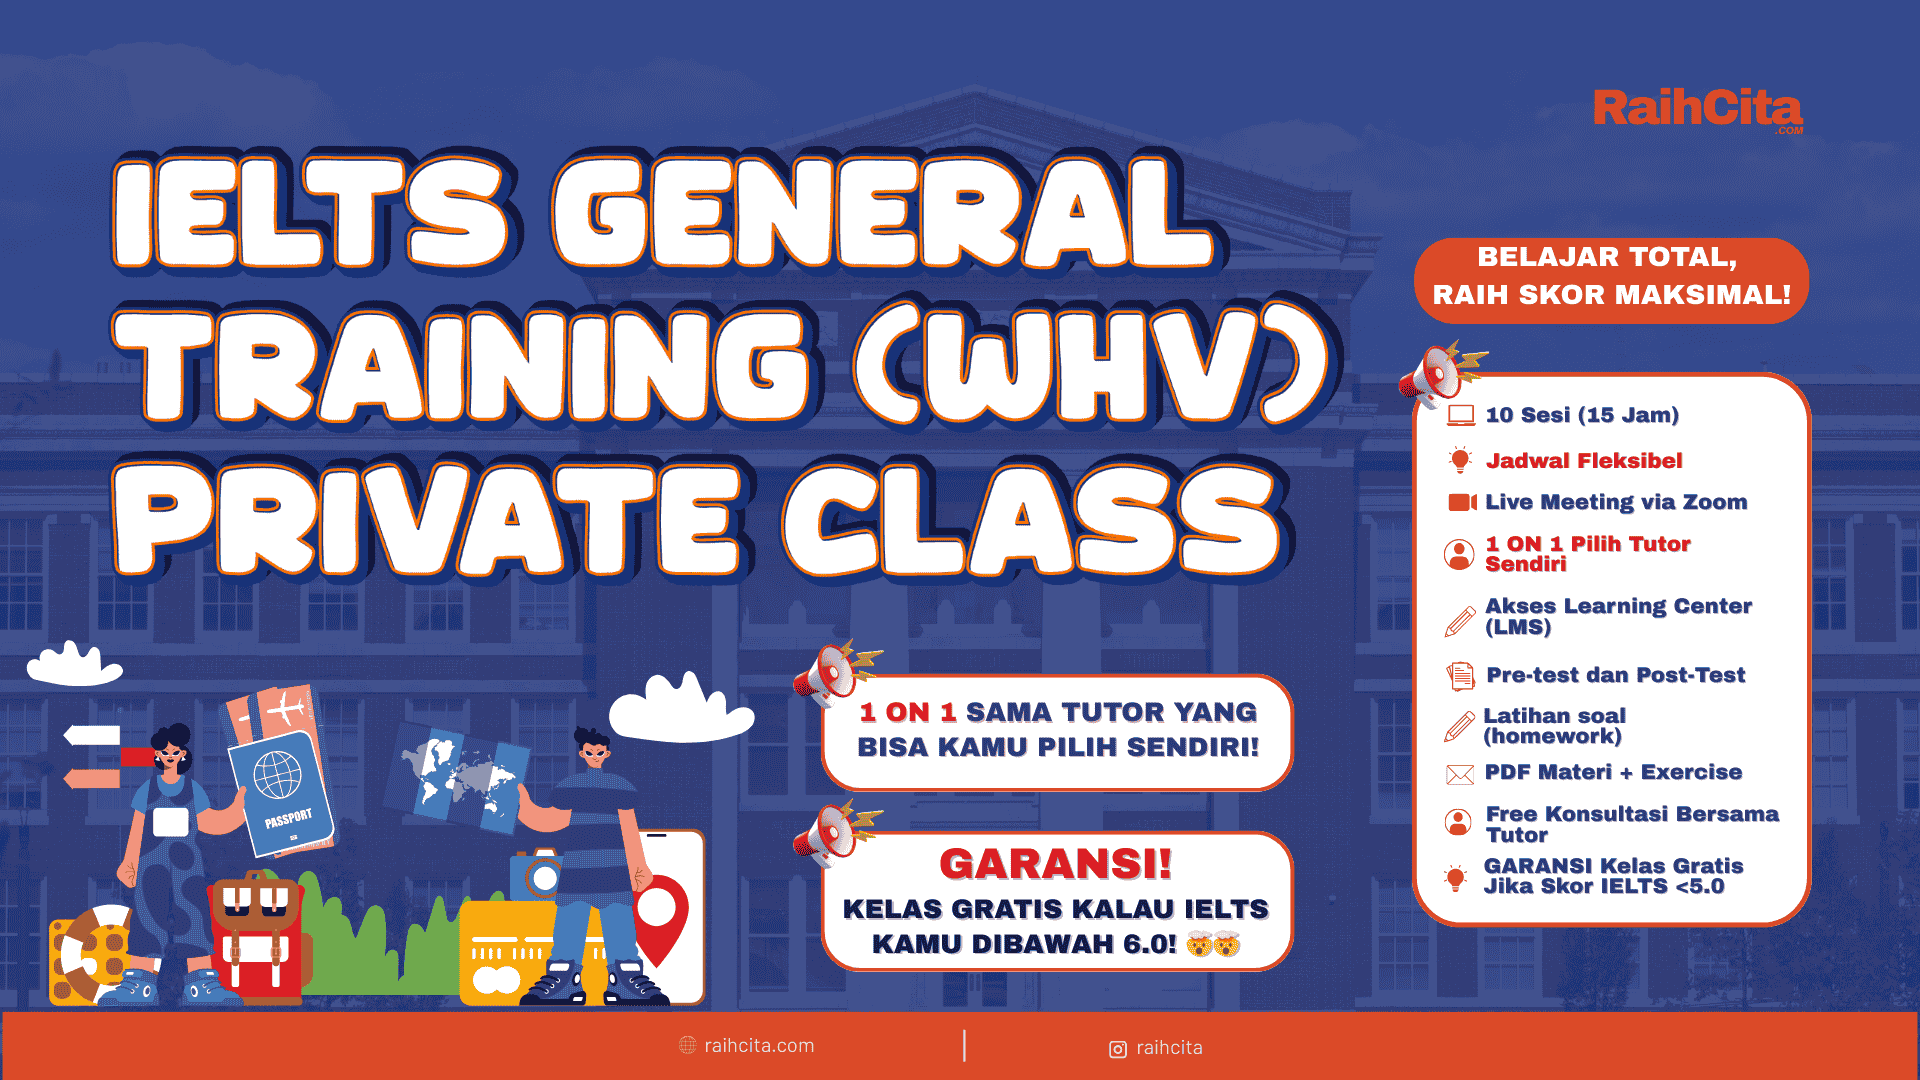 RaihCita
.COM
IELTS GENERAL
TRAINING (WHV)
PRIVATE CLASS
BELAJAR TOTAL,
RAIH SKOR MAKSIMAL!
10 Sesi (15 Jam)
Jadwal Fleksibel
Live Meeting via Zoom
1 ON 1 Pilih Tutor
Sendiri
Akses Learning Center
(LMS)
Pre-test dan Post-Test
Latihan soal
(homework)
PDF Materi + Exercise
Free Konsultasi Bersama
Tutor
GARANSI Kelas Gratis
Jika Skor IELTS <5.0
1 ON 1 SAMA TUTOR YANG
BISA KAMU PILIH SENDIRI!
GARANSI!
KELAS GRATIS KALAU IELTS
KAMU DIBAWAH 6.0! 🤯🤯
PASSPORT
raihcita.com
raihcita